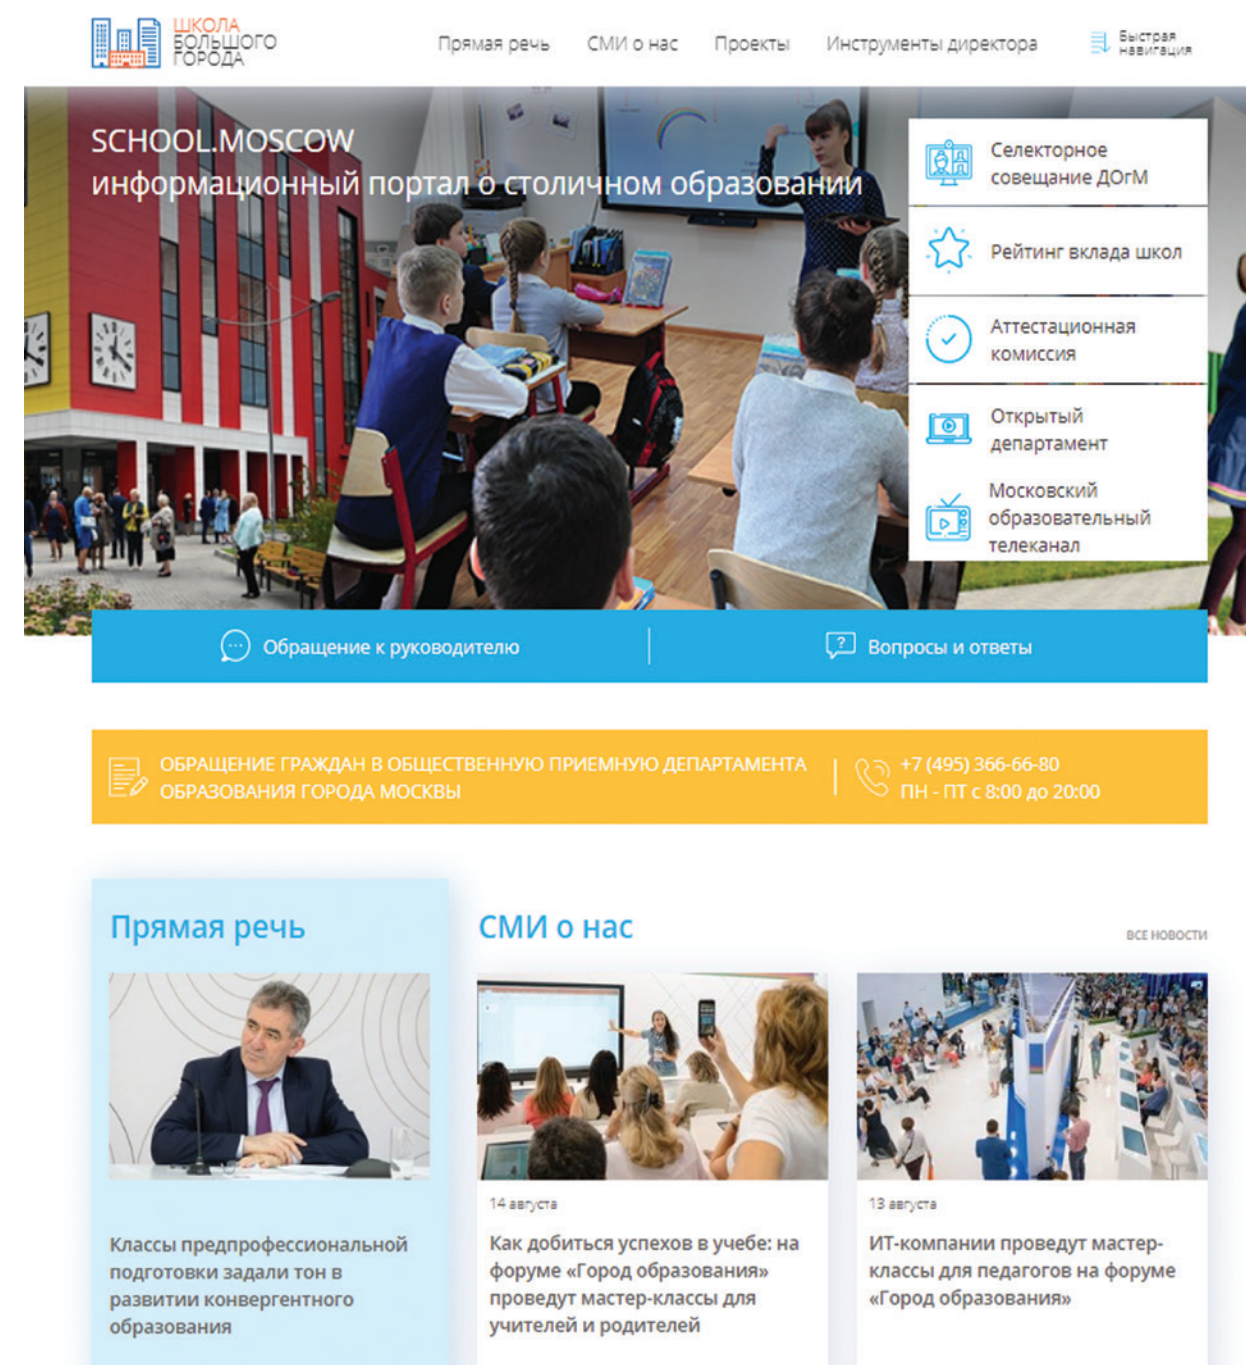 ШКОЛА
БОЛЬШОГО
ГОРОДА
Прямая речь
СМИ о нас
Проекты
Инструменты директора
Быстрая
навигация
SCHOOL.MOSCOW
информационный портал о столичном образовании
Селекторное
совещание ДОгМ
Рейтинг вклада школ
Аттестационная
комиссия
Открытый
департамент
Московский
образовательный
телеканал
Обращение к руководителю
Вопросы и ответы
ОБРАЩЕНИЕ ГРАЖДАН В ОБЩЕСТВЕННУЮ ПРИЕМНУЮ ДЕПАРТАМЕНТА
ОБРАЗОВАНИЯ ГОРОДА МОСКВЫ
+7 (495) 366-66-80
ПН - ПТ с 8:00 до 20:00
Прямая речь
Классы предпрофессиональной
подготовки задали тон в
развитии конвергентного
образования
СМИ о нас
ВСЕ НОВОСТИ
14 августа
Как добиться успехов в учебе: на
форуме «Город образования»
проведут мастер-классы для
учителей и родителей
13 августа
ИТ-компании проведут мастер-
классы для педагогов на форуме
«Город образования»